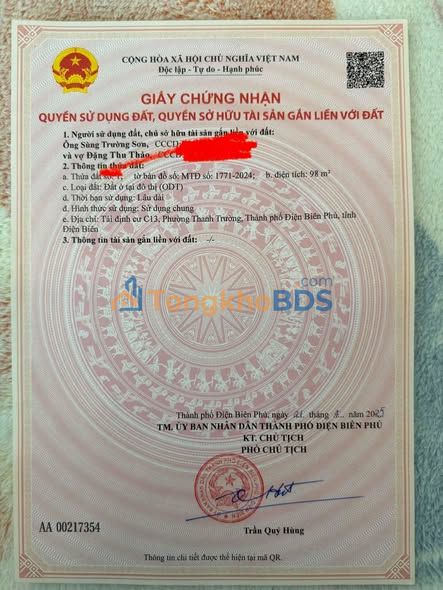 CỘNG HÒA XÃ HỘI CHỦ NGHĨA VIỆT NAM
Độc lập - Tự do - Hạnh phúc
GIẤY CHỨNG NHẬN
QUYỀN SỬ DỤNG ĐẤT, QUYỀN SỞ HỮU TÀI SẢN GẮN LIỀN VỚI ĐẤT
1. Người sử dụng đất, chủ sở hữu tài sản gắn liền với đất:
Ông Sùng Trường Sơn, CCCD:
và vợ Đặng Thu Thảo, CCCD:
2. Thông tin thửa đất:
a. Thửa đất số: 1; tờ bản đồ số: MTĐ số: 1771-2024; b. diện tích: 98 m²
c. Loại đất: Đất ở tại đô thị (ODT)
d. Thời hạn sử dụng: Lâu dài
đ. Hình thức sử dụng: Sử dụng chung
e. Địa chỉ: Tái định cư C13, Phường Thanh Trường, Thành phố Điện Biên Phủ, tỉnh
Điện Biên
3. Thông tin tài sản gắn liền với đất: -/-
TongkhoBDS
Thành phố Điện Biên Phủ, ngày 21 tháng năm 2025
TM. ỦY BAN NHÂN DÂN THÀNH PHỐ ĐIỆN BIÊN PHỦ
KT. CHỦ TỊCH
PHÓ CHỦ TỊCH
AA 00217354
Trần Quý Hùng
Thông tin chi tiết được thể hiện tại mã QR.